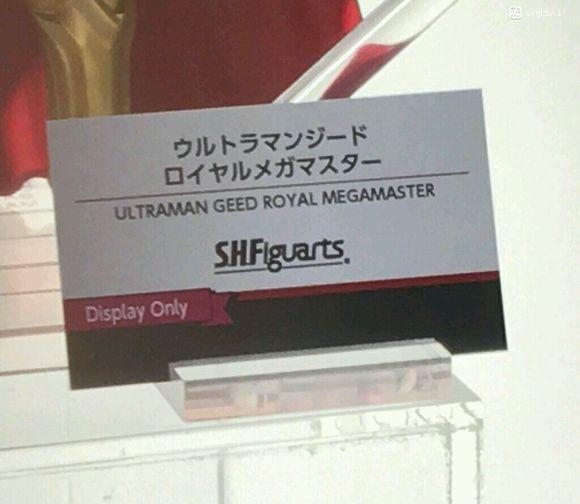 ウルトラマンジード
ロイヤルメガマスター
ULTRAMAN GEED ROYAL MEGAMASTER
S.H.Figuarts.
Display Only